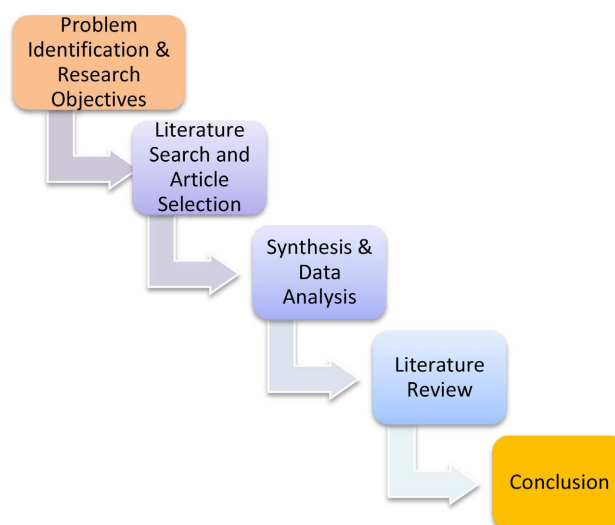 Problem
Identification &
Research
Objectives
Literature
Search and
Article
Selection
Synthesis &
Data
Analysis
Literature
Review
Conclusion